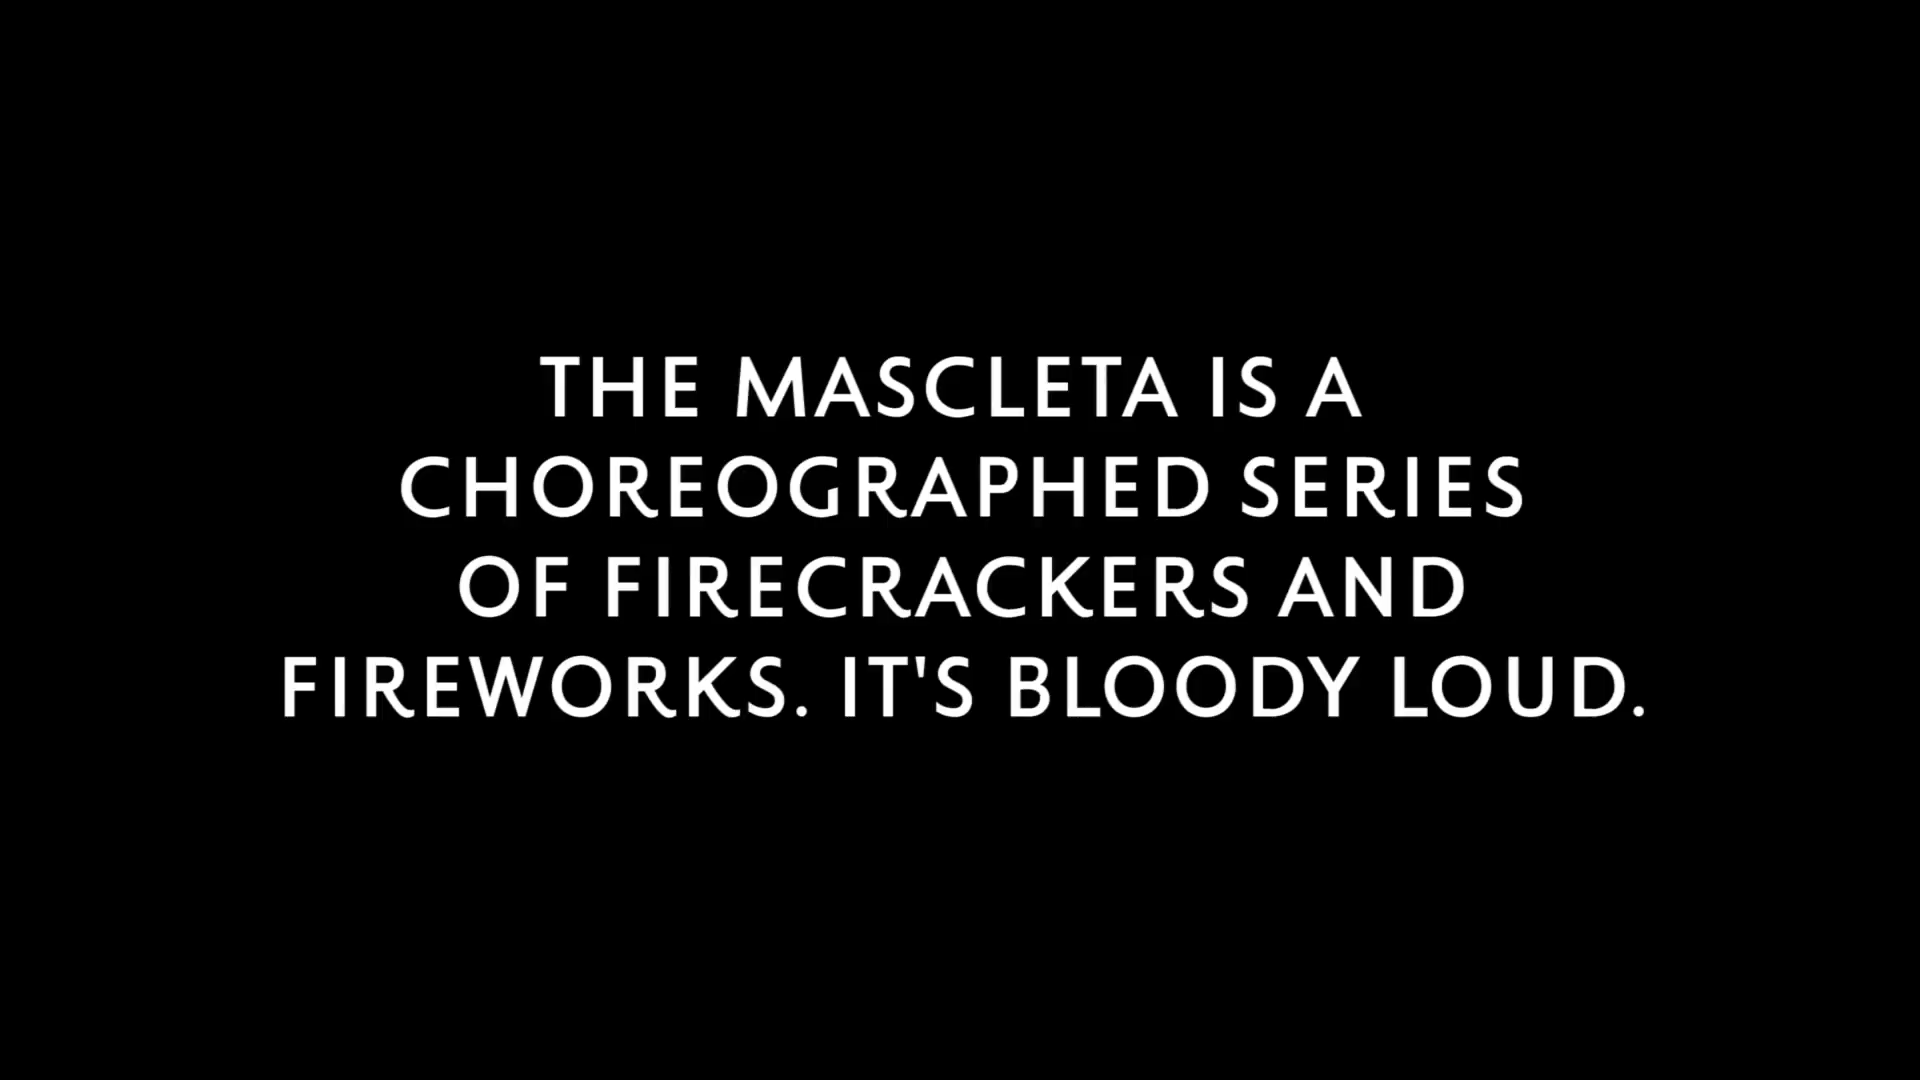 THE MASCLETA IS A
CHOREOGRAPHED SERIES
OF FIRECRACKERS AND
FIREWORKS. IT'S BLOODY LOUD.